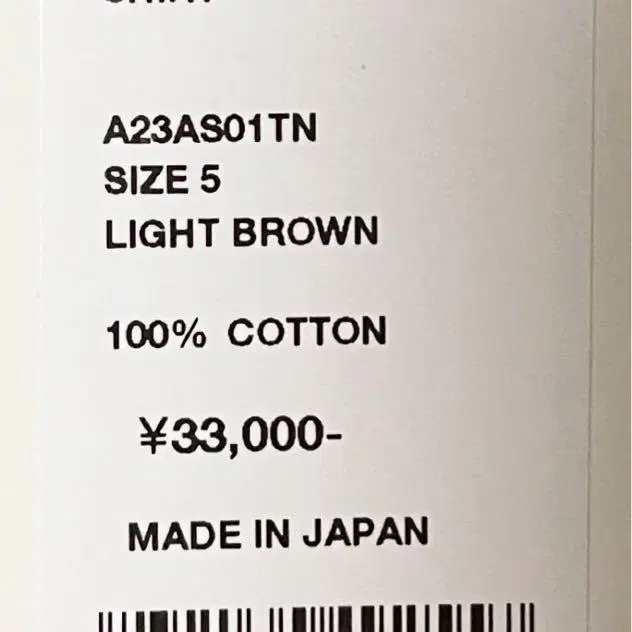 A23AS01TN
SIZE 5
LIGHT BROWN
100% COTTON
¥33,000-
MADE IN JAPAN